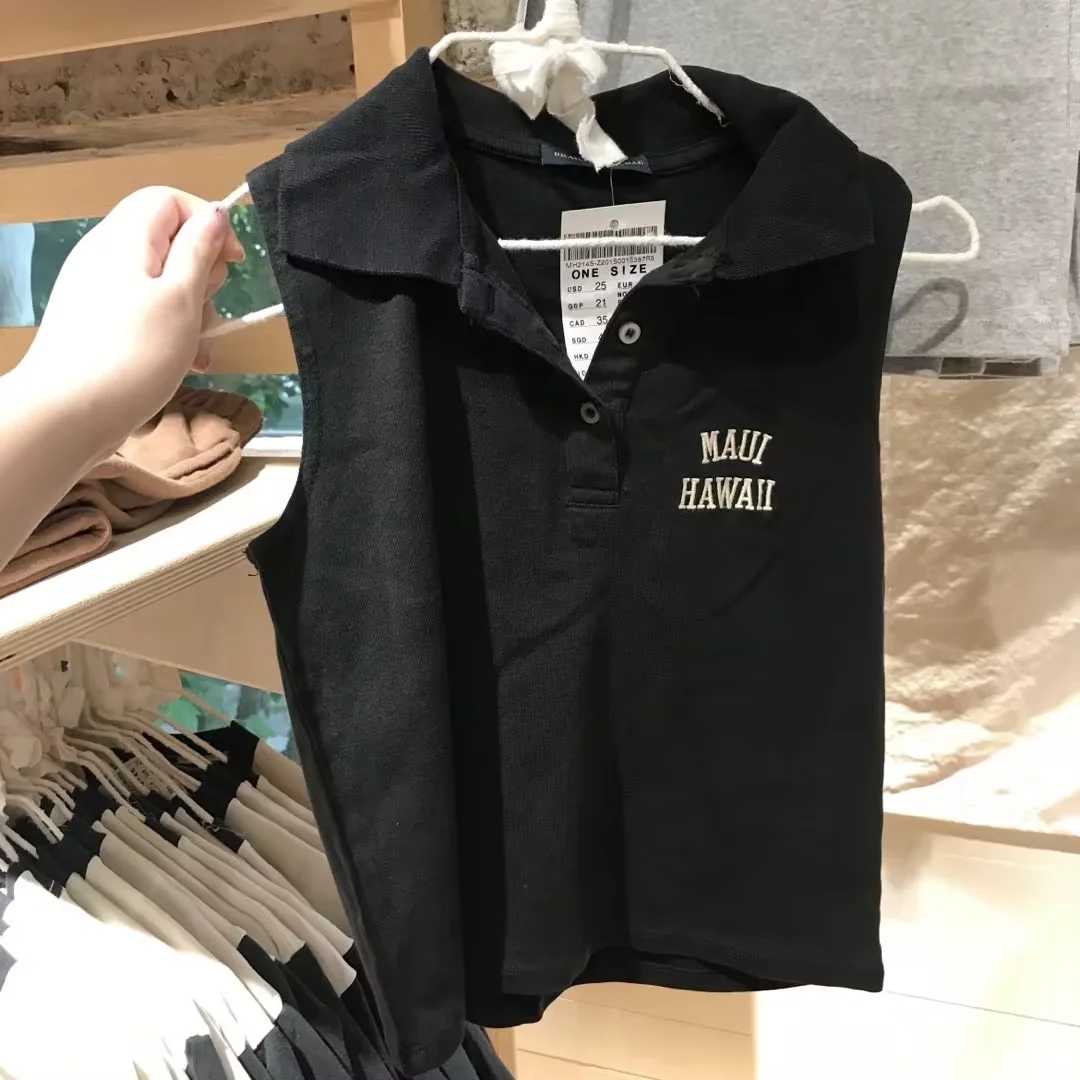 ONE SIZE
USD 25 EUR
GBP 21
CAD 35
SGD
HKD
MAUI
HAWAII